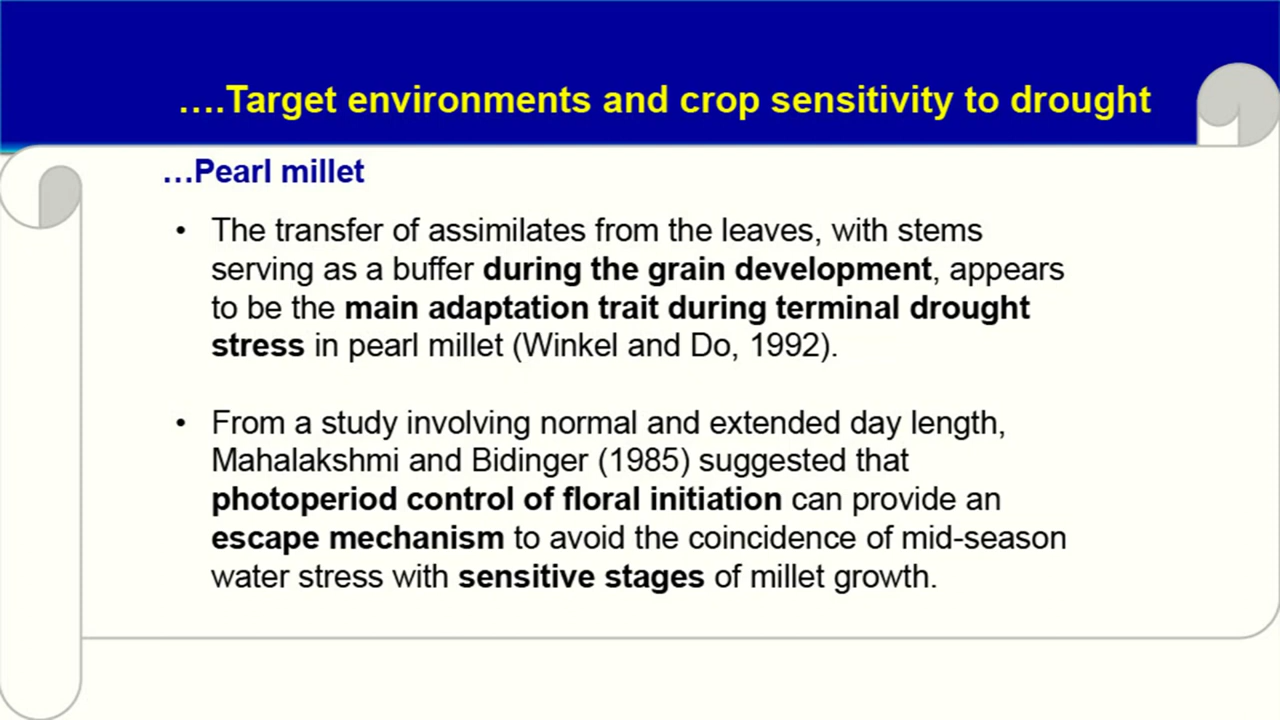 ....Target environments and crop sensitivity to drought
...Pearl millet
• The transfer of assimilates from the leaves, with stems
serving as a buffer during the grain development, appears
to be the main adaptation trait during terminal drought
stress in pearl millet (Winkel and Do, 1992).
• From a study involving normal and extended day length,
Mahalakshmi and Bidinger (1985) suggested that
photoperiod control of floral initiation can provide an
escape mechanism to avoid the coincidence of mid-season
water stress with sensitive stages of millet growth.